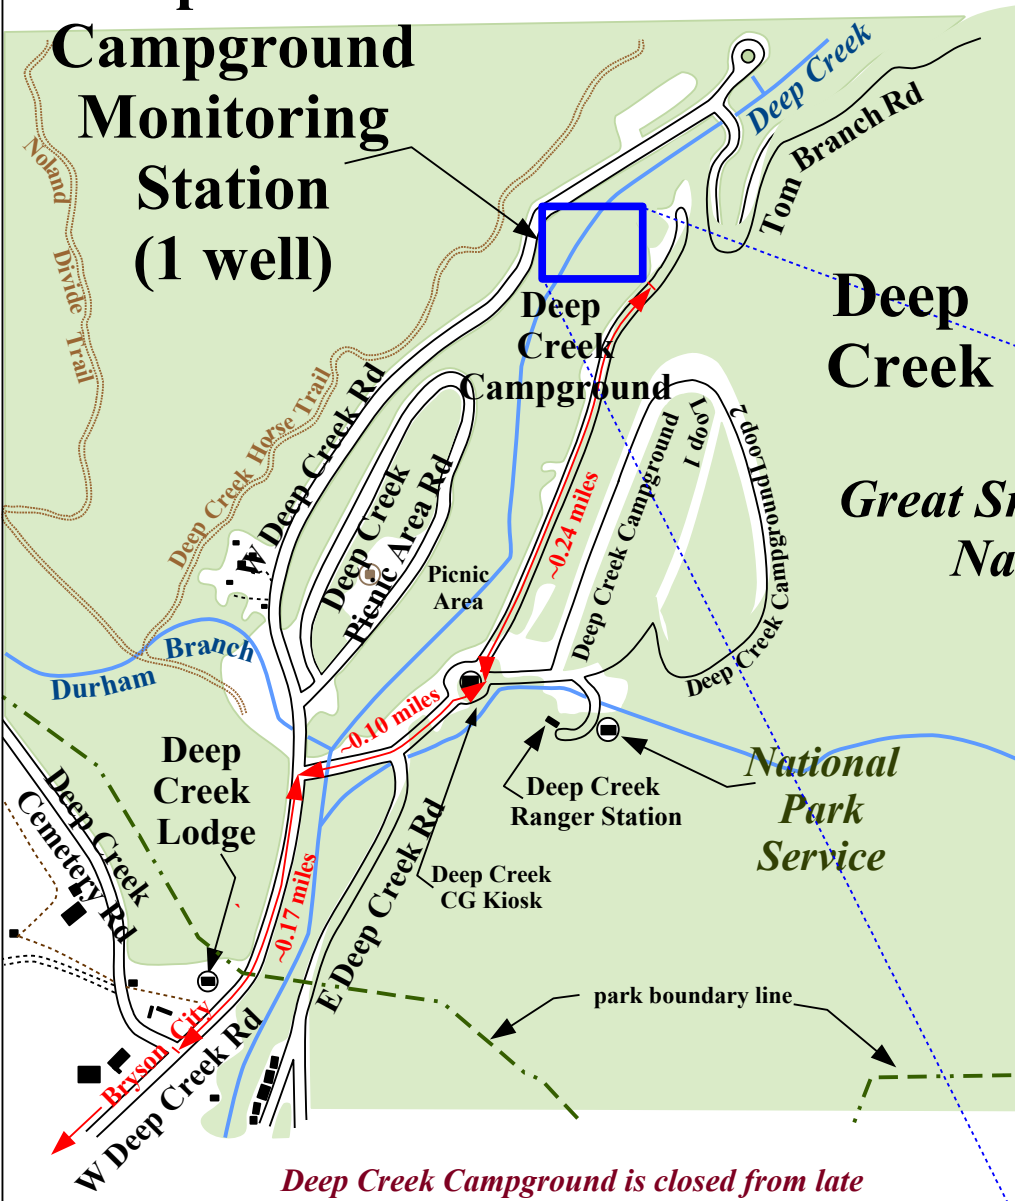 Campground
Monitoring
Station
(1 well)
Deep Creek
Tom Branch Rd
Noland Divide Trail
Deep
Creek
Deep
Creek
Campground
Great Sm
Na
Deep Creek Horse Trail
W Deep Creek Rd
Deep Creek
Picnic Area Rd
Picnic
Area
~0.24 miles
Deep Creek Campground
Loop 1
Deep Creek Campground Loop 2
Durham Branch
~0.10 miles
Deep
Creek
Lodge
Deep Creek
Ranger Station
National
Park
Service
Deep Creek
Cemetery Rd
~0.17 miles
E Deep Creek Rd
Deep Creek
CG Kiosk
park boundary line
Bryson City
W Deep Creek Rd
Deep Creek Campground is closed from late